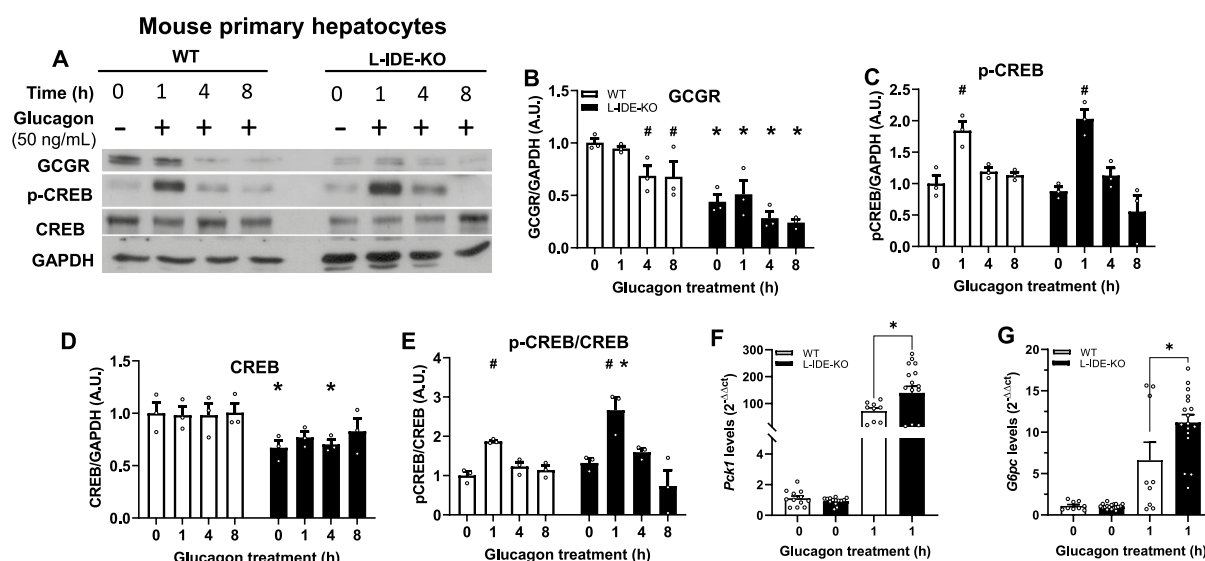 Mouse primary hepatocytes
A
WT
L-IDE-KO
Time (h) 0 1 4 8 0 1 4 8
Glucagon - + + + - + + +
(50 ng/mL)
GCGR
p-CREB
CREB
GAPDH
B
GCGR
WT
L-IDE-KO
GCGR/GAPDH (A.U.)
1.5
1.0
0.5
0.0
# # * * * *
0 1 4 8 0 1 4 8
Glucagon treatment (h)
C
p-CREB
pCREB/GAPDH (A.U.)
2.5
2.0
1.5
1.0
0.5
0.0
# #
0 1 4 8 0 1 4 8
Glucagon treatment (h)
D
CREB
CREB/GAPDH (A.U.)
1.5
1.0
0.5
0.0
* *
0 1 4 8 0 1 4 8
Glucagon treatment (h)
E
p-CREB/CREB
pCREB/CREB (A.U.)
4
3
2
1
0
# # *
0 1 4 8 0 1 4 8
Glucagon treatment (h)
F
WT
L-IDE-KO
*
Pck1 levels (2^-ΔΔct)
300
200
100
4
2
0
0 0 1 1
Glucagon treatment (h)
G
WT
L-IDE-KO
*
G6pc levels (2^-ΔΔct)
20
15
10
5
0
0 0 1 1
Glucagon treatment (h)